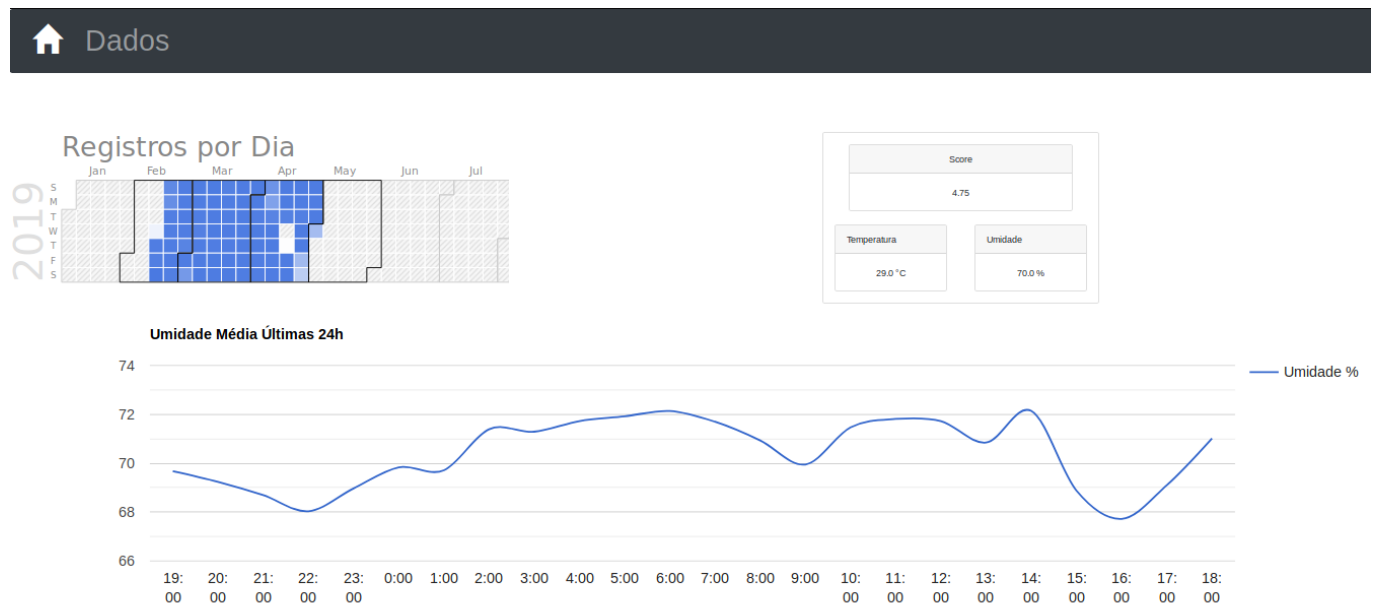 Dados
Registros por Dia
Jan Feb Mar Apr May Jun Jul
2019
S
M
T
W
T
F
S
Score
4.75
Temperatura
29.0 °C
Umidade
70.0 %
Umidade Média Últimas 24h
74
72
70
68
66
Umidade %
19:00 20:00 21:00 22:00 23:00 0:00 1:00 2:00 3:00 4:00 5:00 6:00 7:00 8:00 9:00 10:00 11:00 12:00 13:00 14:00 15:00 16:00 17:00 18:00